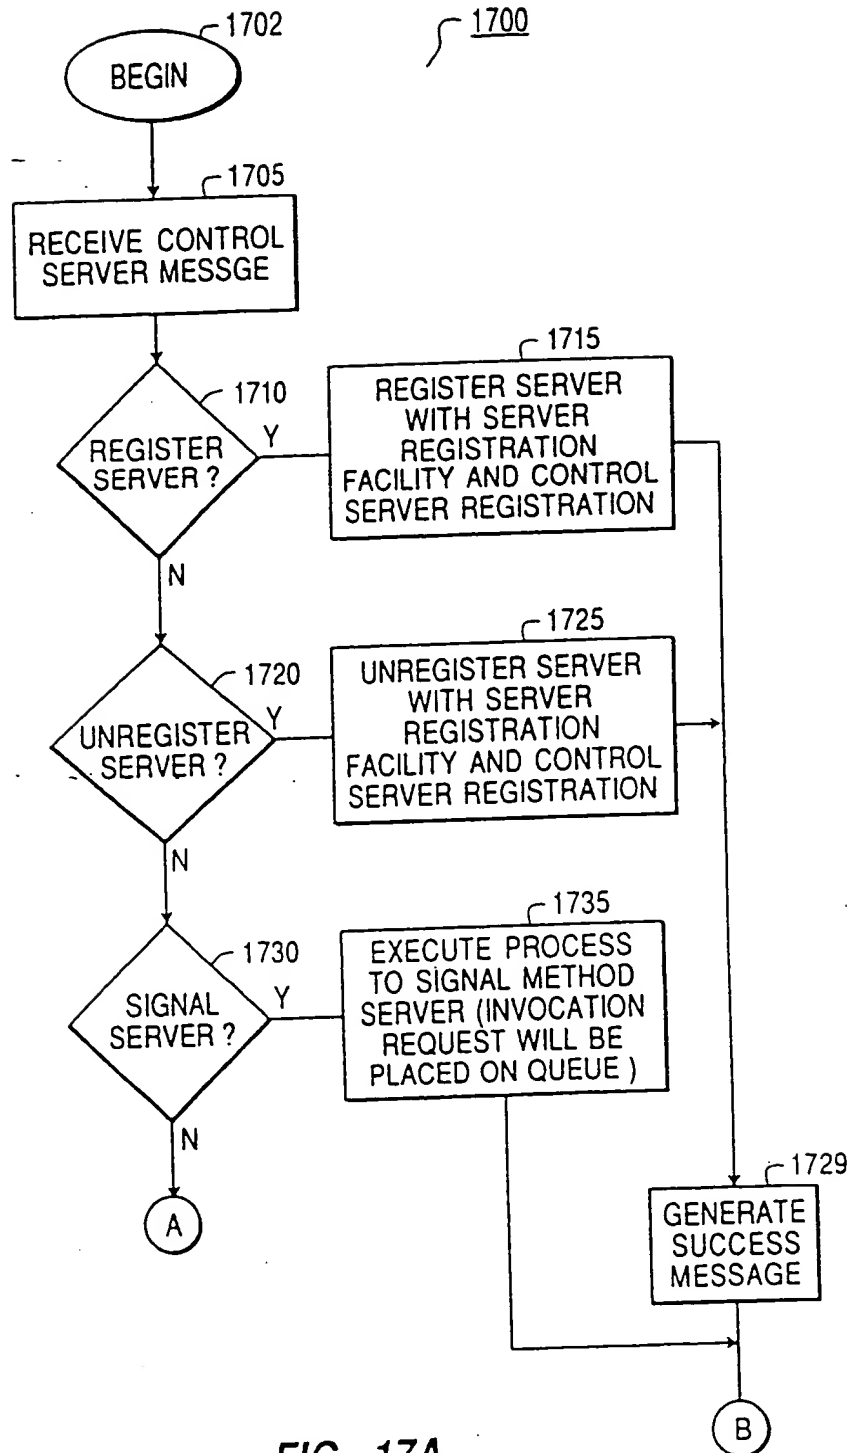 1702
1700
BEGIN
1705
RECEIVE CONTROL
SERVER MESSGE
1710
REGISTER
SERVER ?
Y
N
1715
REGISTER SERVER
WITH SERVER
REGISTRATION
FACILITY AND CONTROL
SERVER REGISTRATION
1720
UNREGISTER
SERVER ?
Y
N
1725
UNREGISTER SERVER
WITH SERVER
REGISTRATION
FACILITY AND CONTROL
SERVER REGISTRATION
1730
SIGNAL
SERVER ?
Y
N
1735
EXECUTE PROCESS
TO SIGNAL METHOD
SERVER (INVOCATION
REQUEST WILL BE
PLACED ON QUEUE )
A
1729
GENERATE
SUCCESS
MESSAGE
B
FIG. 17A